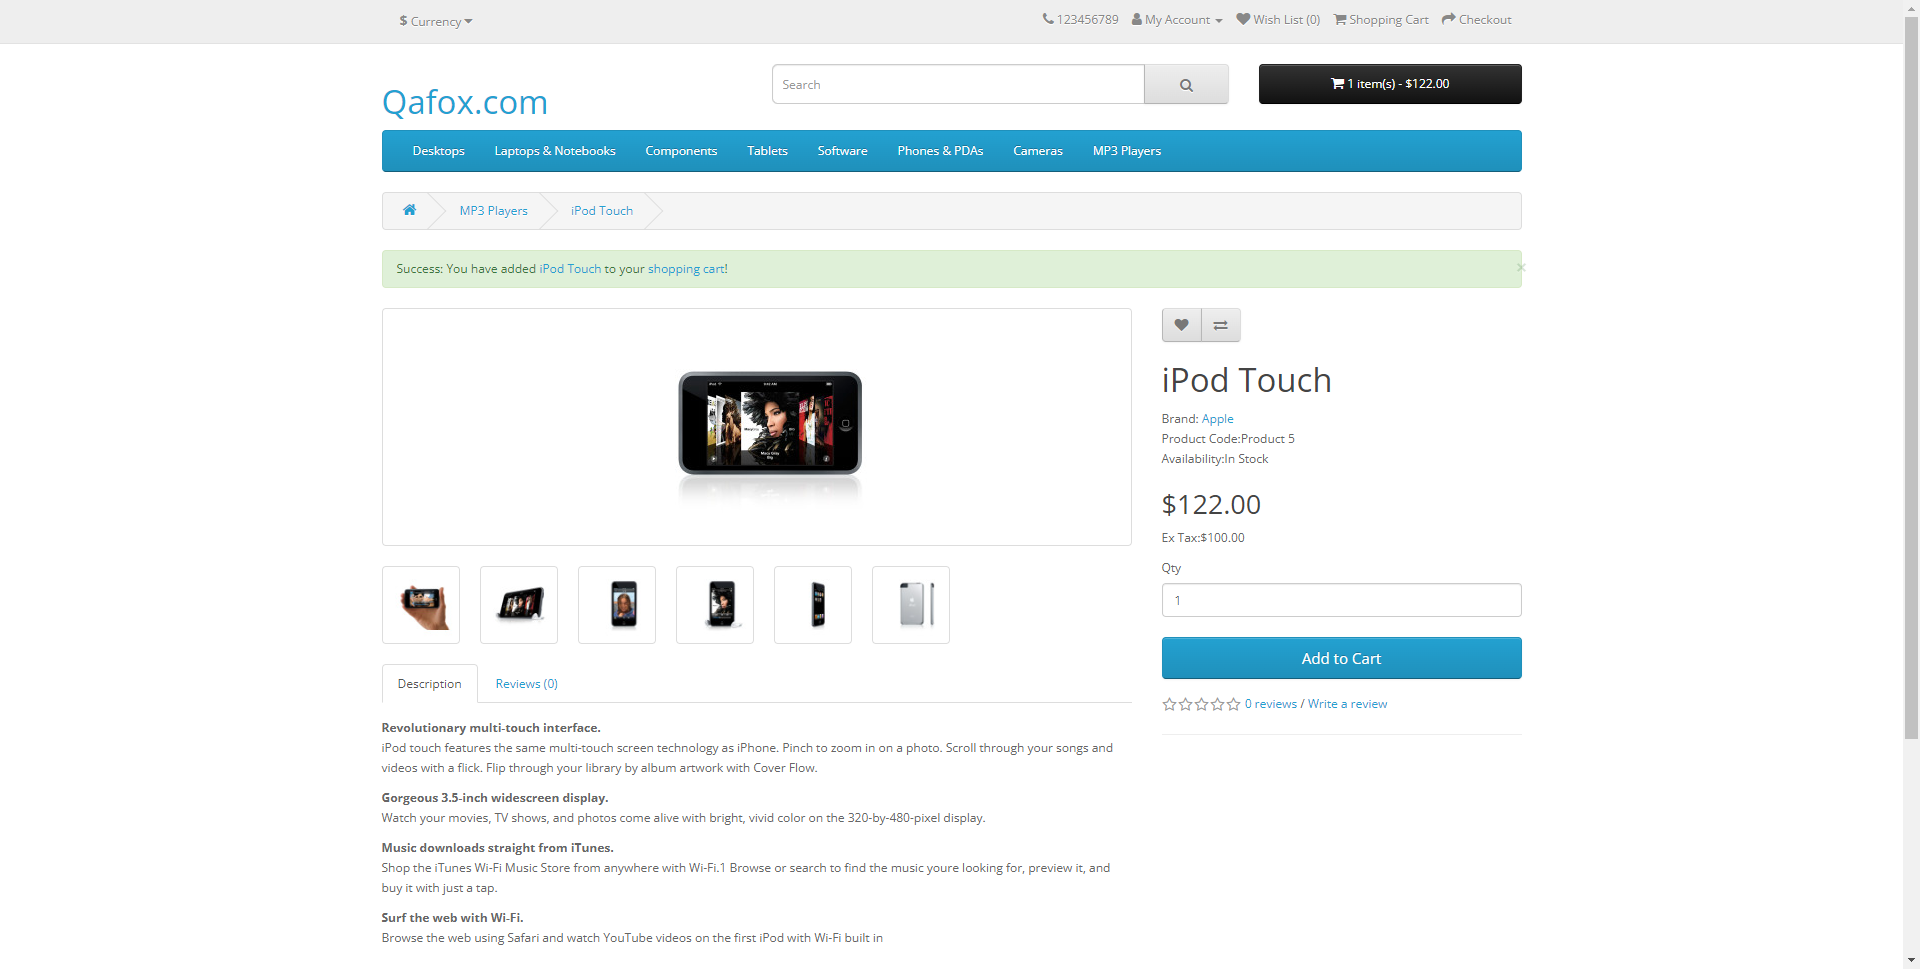 $ Currency
123456789 My Account Wish List (0) Shopping Cart Checkout
Qafox.com
Search
1 item(s) - $122.00
Desktops Laptops & Notebooks Components Tablets Software Phones & PDAs Cameras MP3 Players
MP3 Players iPod Touch
Success: You have added iPod Touch to your shopping cart!
×
iPod Touch
Brand: Apple
Product Code:Product 5
Availability:In Stock
$122.00
Ex Tax:$100.00
Qty
1
Add to Cart
0 reviews / Write a review
Description Reviews (0)
Revolutionary multi-touch interface.
iPod touch features the same multi-touch screen technology as iPhone. Pinch to zoom in on a photo. Scroll through your songs and
videos with a flick. Flip through your library by album artwork with Cover Flow.
Gorgeous 3.5-inch widescreen display.
Watch your movies, TV shows, and photos come alive with bright, vivid color on the 320-by-480-pixel display.
Music downloads straight from iTunes.
Shop the iTunes Wi-Fi Music Store from anywhere with Wi-Fi.1 Browse or search to find the music youre looking for, preview it, and
buy it with just a tap.
Surf the web with Wi-Fi.
Browse the web using Safari and watch YouTube videos on the first iPod with Wi-Fi built in